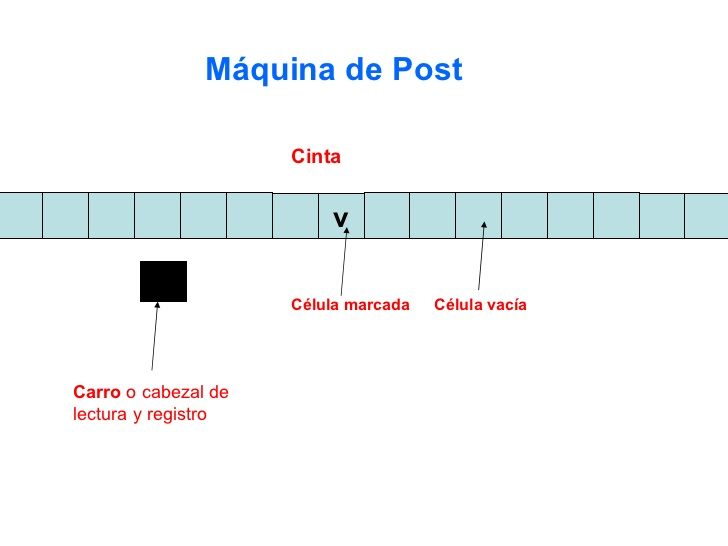 Máquina de Post
Cinta
v
Célula marcada
Célula vacía
Carro o cabezal de
lectura y registro